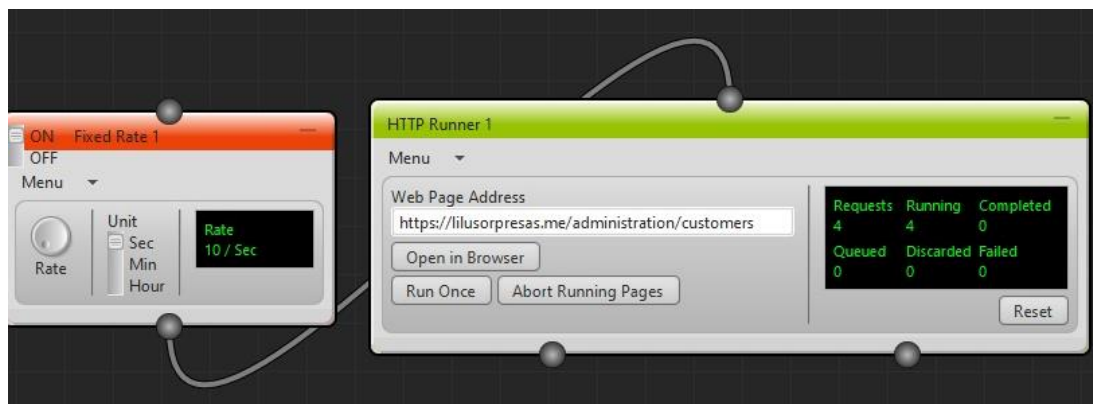 ON Fixed Rate 1
OFF
Menu
Rate
Unit
Sec
Min
Hour
Rate
10 / Sec
HTTP Runner 1
Menu
Web Page Address
https://lilusorpresas.me/administration/customers
Open in Browser
Run Once Abort Running Pages
Requests Running Completed
4 4 0
Queued Discarded Failed
0 0 0
Reset